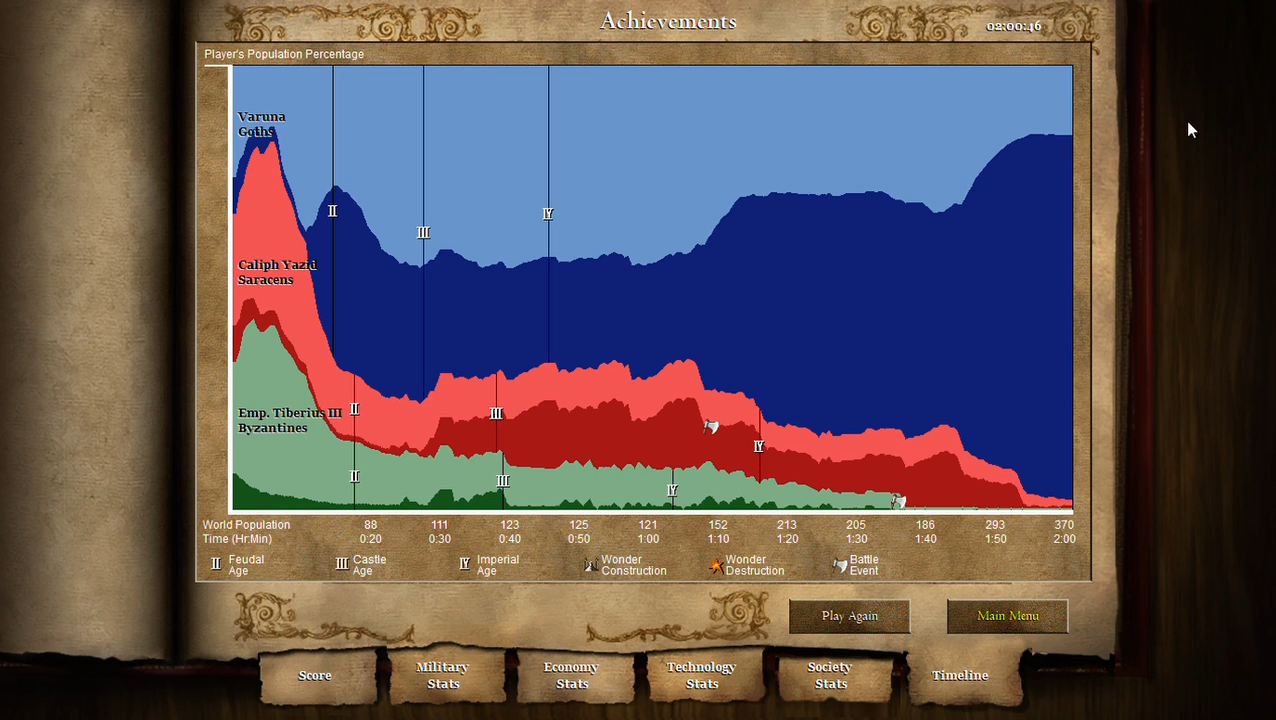 Achievements
02:00:46
Player's Population Percentage
Varuna
Goths
II
III
IV
Caliph Yazid
Saracens
II
III
IV
Emp. Tiberius III
Byzantines
II
III
IV
World Population 88 111 123 125 121 152 213 205 186 293 370
Time (Hr:Min) 0:20 0:30 0:40 0:50 1:00 1:10 1:20 1:30 1:40 1:50 2:00
II Feudal Age
III Castle Age
IV Imperial Age
Wonder Construction
Wonder Destruction
Battle Event
Play Again
Main Menu
Score
Military Stats
Economy Stats
Technology Stats
Society Stats
Timeline